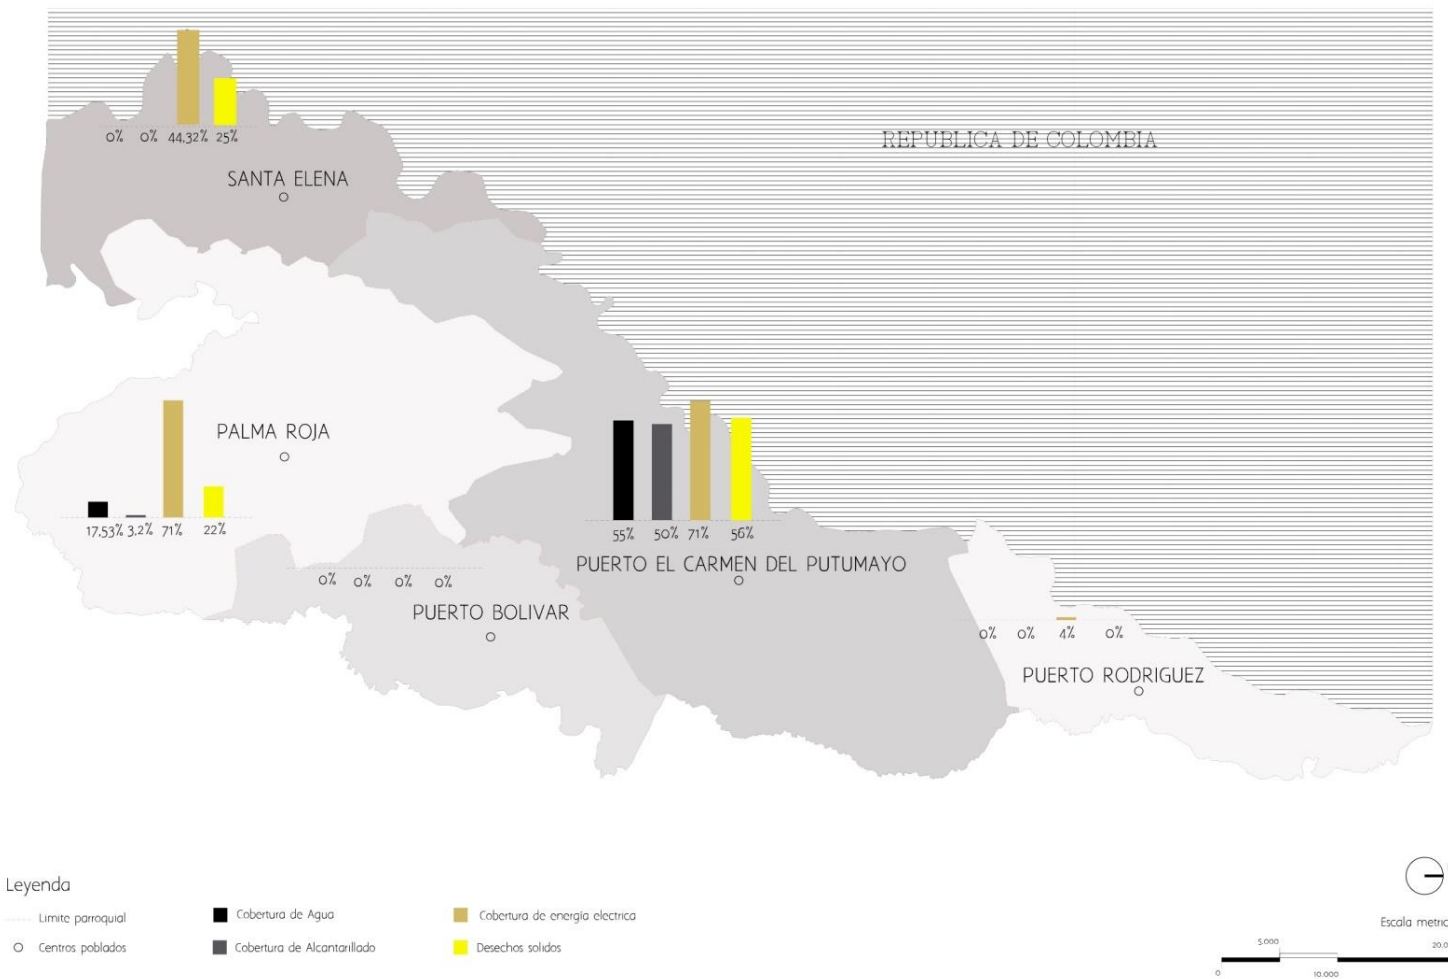 REPUBLICA DE COLOMBIA
0% 0% 44,32% 25%
SANTA ELENA
PALMA ROJA
17,53% 3,2% 71% 22%
55% 50% 71% 56%
PUERTO EL CARMEN DEL PUTUMAYO
0% 0% 0% 0%
PUERTO BOLIVAR
0% 0% 4% 0%
PUERTO RODRIGUEZ
Leyenda
Limite parroquial
Centros poblados
Cobertura de Agua
Cobertura de Alcantarillado
Cobertura de energía electrica
Desechos solidos
Escala metric
5.000 20.0
0 10.000